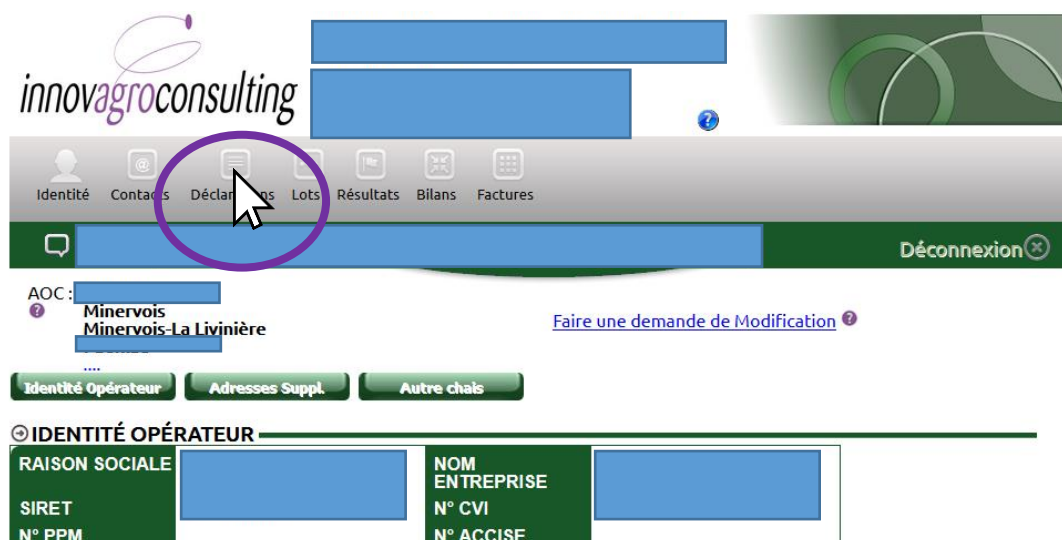 innovagroconsulting
Identité Contacts Déclarations Lots Résultats Bilans Factures
Déconnexion
AOC :
Minervois
Minervois-La Livinière
Faire une demande de Modification
....
Identité Opérateur Adresses Suppl. Autre chais
IDENTITÉ OPÉRATEUR
RAISON SOCIALE NOM
ENTREPRISE
SIRET N° CVI
N° PPM N° ACCISE